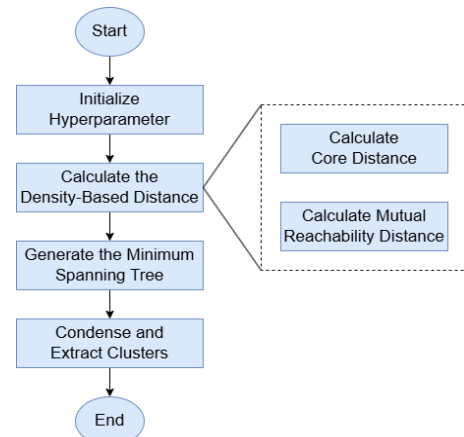 Start
Initialize
Hyperparameter
Calculate the
Density-Based Distance
Calculate
Core Distance
Calculate Mutual
Reachability Distance
Generate the Minimum
Spanning Tree
Condense and
Extract Clusters
End